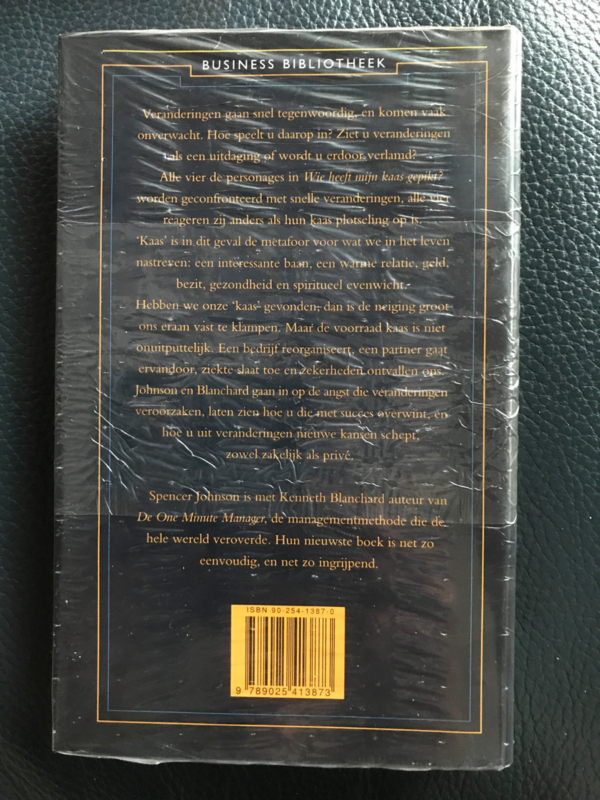 BUSINESS BIBLIOTHEEK
Veranderingen gaan snel tegenwoordig, en komen vaak
onverwacht. Hoe speelt u daarop in? Ziet u veranderingen
als een uitdaging of wordt u erdoor verlamd?
Alle vier de personages in Wie heeft mijn kaas gepikt?
worden geconfronteerd met snelle veranderingen, alle vier
reageren zij anders als hun kaas plotseling op is.
'Kaas' is in dit geval de metafoor voor wat we in het leven
nastreven: een interessante baan, een warme relatie, geld,
bezit, gezondheid en spiritueel evenwicht.
Hebben we onze 'kaas' gevonden, dan is de neiging groot
ons eraan vast te klampen. Maar de voorraad kaas is niet
onuitputtelijk. Een bedrijf reorganiseert, een partner gaat
ervandoor, ziekte slaat toe en zekerheden ontvallen ons.
Johnson en Blanchard gaan in op de angst die veranderingen
veroorzaken, laten zien hoe u die met succes overwint, en
hoe u uit veranderingen nieuwe kansen schept,
zowel zakelijk als privé.
Spencer Johnson is met Kenneth Blanchard auteur van
De One Minute Manager, de managementmethode die de
hele wereld veroverde. Hun nieuwste boek is net zo
eenvoudig, en net zo ingrijpend.
ISBN 90-254-1387-0
9 789025 413873